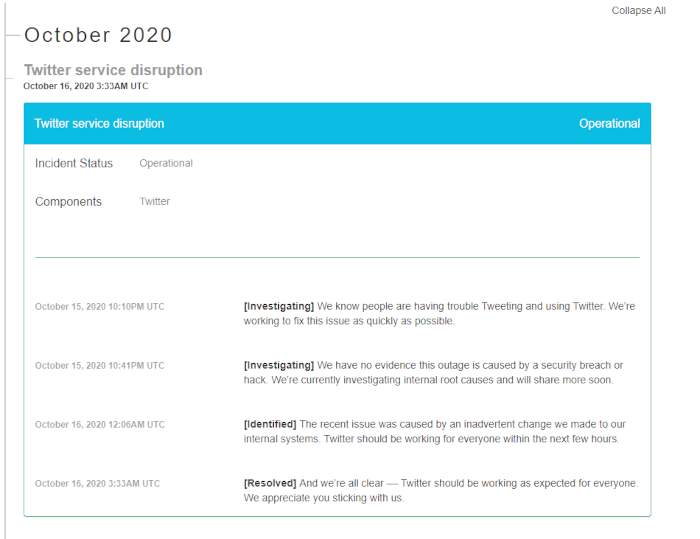 Collapse All
October 2020
Twitter service disruption
October 16, 2020 3:33AM UTC
Twitter service disruption Operational
Incident Status Operational
Components Twitter
October 15, 2020 10:10PM UTC [Investigating] We know people are having trouble Tweeting and using Twitter. We're
working to fix this issue as quickly as possible.
October 15, 2020 10:41PM UTC [Investigating] We have no evidence this outage is caused by a security breach or
hack. We're currently investigating internal root causes and will share more soon.
October 16, 2020 12:06AM UTC [Identified] The recent issue was caused by an inadvertent change we made to our
internal systems. Twitter should be working for everyone within the next few hours.
October 16, 2020 3:33AM UTC [Resolved] And we're all clear — Twitter should be working as expected for everyone.
We appreciate you sticking with us.